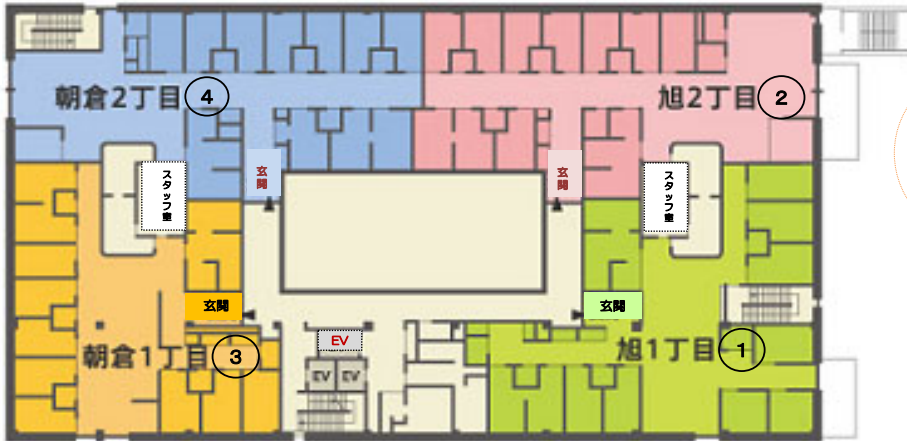 朝倉2丁目 ④
旭2丁目 ②
玄関
玄関
スタッフ室
スタッフ室
玄関
玄関
EV
朝倉1丁目 ③
旭1丁目 ①
EV EV